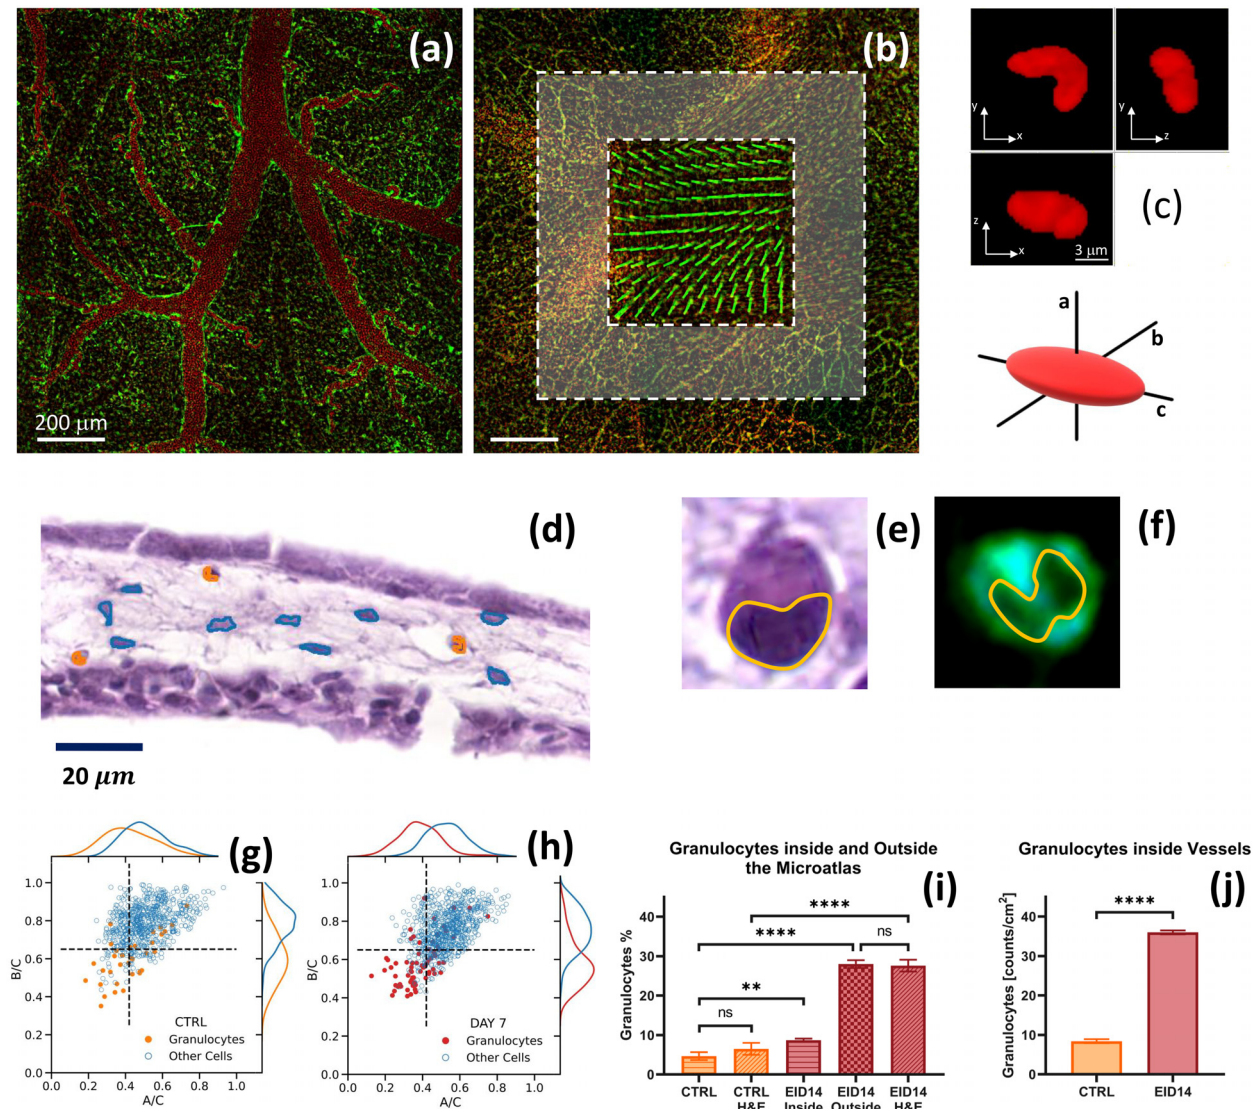 (a)
200 μm
(b)
y
x
y
z
z
x
3 μm
(c)
a
b
c
(d)
20 μm
(e)
(f)
(g)
1.0
0.8
0.6
0.4
0.2
0.0
B/C
CTRL
Granulocytes
Other Cells
0.0 0.2 0.4 0.6 0.8 1.0
A/C
(h)
1.0
0.8
0.6
0.4
0.2
0.0
B/C
DAY 7
Granulocytes
Other Cells
0.0 0.2 0.4 0.6 0.8 1.0
A/C
Granulocytes inside and Outside
the Microatlas
(i)
Granulocytes %
40
30
20
10
0
****
****
ns
**
ns
CTRL CTRL EID14 EID14 EID14
H&E Inside Outside H&E
Granulocytes inside Vessels
(j)
Granulocytes [counts/cm²]
40
30
20
10
0
****
CTRL EID14